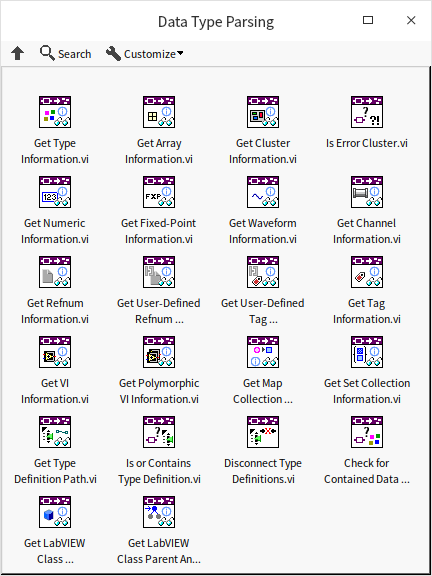 Data Type Parsing
Search Customize
Get Type Information.vi
Get Array Information.vi
Get Cluster Information.vi
Is Error Cluster.vi
Get Numeric Information.vi
Get Fixed-Point Information.vi
Get Waveform Information.vi
Get Channel Information.vi
Get Refnum Information.vi
Get User-Defined Refnum ...
Get User-Defined Tag ...
Get Tag Information.vi
Get VI Information.vi
Get Polymorphic VI Information.vi
Get Map Collection ...
Get Set Collection Information.vi
Get Type Definition Path.vi
Is or Contains Type Definition.vi
Disconnect Type Definitions.vi
Check for Contained Data ...
Get LabVIEW Class ...
Get LabVIEW Class Parent An...